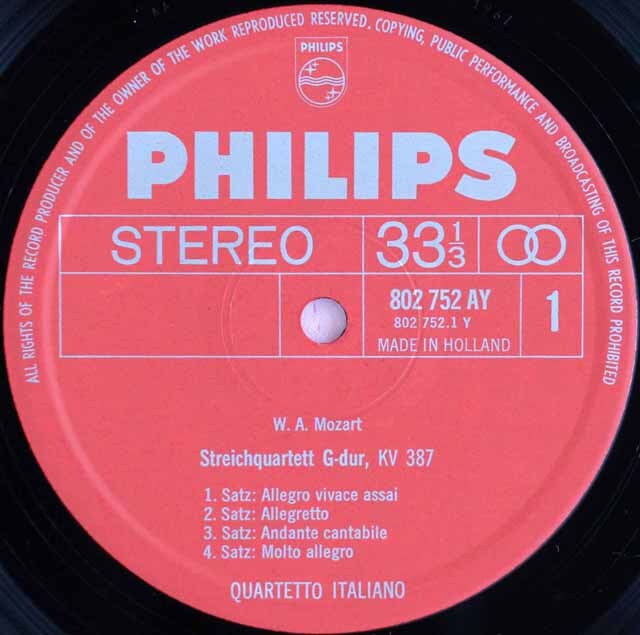 ALL RIGHTS OF THE RECORD PRODUCER AND OF THE OWNER OF THE WORK REPRODUCED RESERVED. COPYING, PUBLIC PERFORMANCE AND BROADCASTING OF THIS RECORD PROHIBITED
PHILIPS
PHILIPS
STEREO 33 1/3
802 752 AY 1
802 752.1 Y
MADE IN HOLLAND
W. A. Mozart
Streichquartett G-dur, KV 387
1. Satz: Allegro vivace assai
2. Satz: Allegretto
3. Satz: Andante cantabile
4. Satz: Molto allegro
QUARTETTO ITALIANO